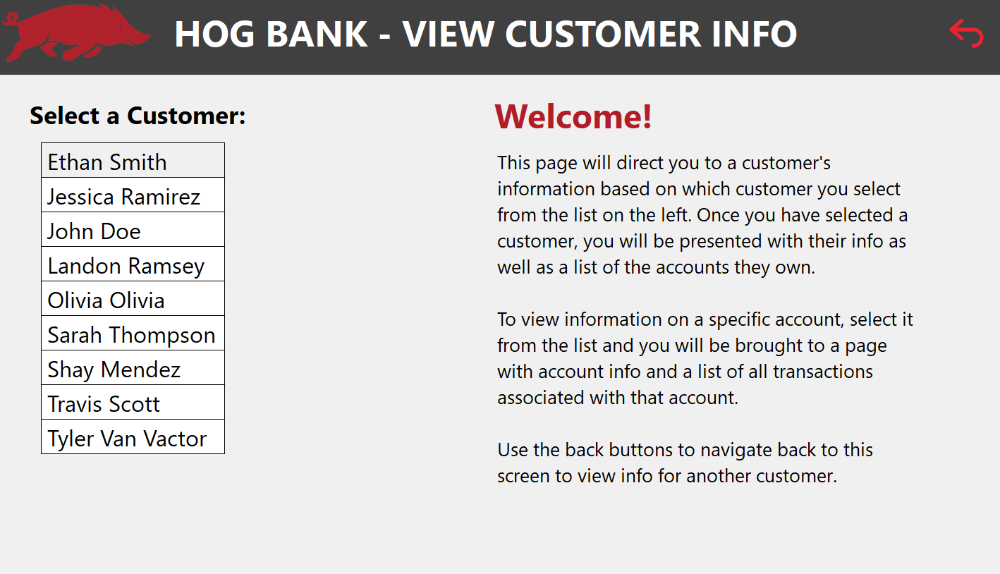 HOG BANK - VIEW CUSTOMER INFO
Select a Customer:
Ethan Smith
Jessica Ramirez
John Doe
Landon Ramsey
Olivia Olivia
Sarah Thompson
Shay Mendez
Travis Scott
Tyler Van Vactor
Welcome!
This page will direct you to a customer's
information based on which customer you select
from the list on the left. Once you have selected a
customer, you will be presented with their info as
well as a list of the accounts they own.
To view information on a specific account, select it
from the list and you will be brought to a page
with account info and a list of all transactions
associated with that account.
Use the back buttons to navigate back to this
screen to view info for another customer.